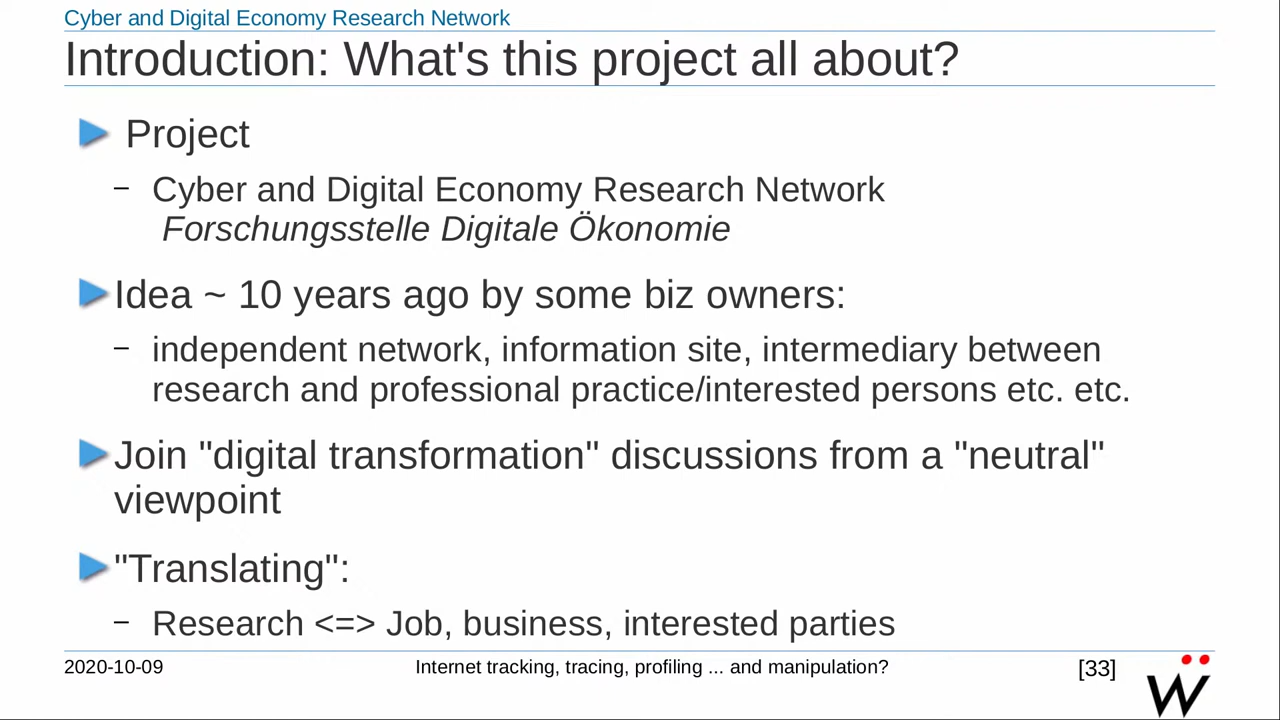 Cyber and Digital Economy Research Network
Introduction: What's this project all about?
Project
– Cyber and Digital Economy Research Network
Forschungsstelle Digitale Ökonomie
Idea ~ 10 years ago by some biz owners:
– independent network, information site, intermediary between
research and professional practice/interested persons etc. etc.
Join "digital transformation" discussions from a "neutral"
viewpoint
"Translating":
– Research <=> Job, business, interested parties
2020-10-09 Internet tracking, tracing, profiling ... and manipulation? [33]
Ẅ